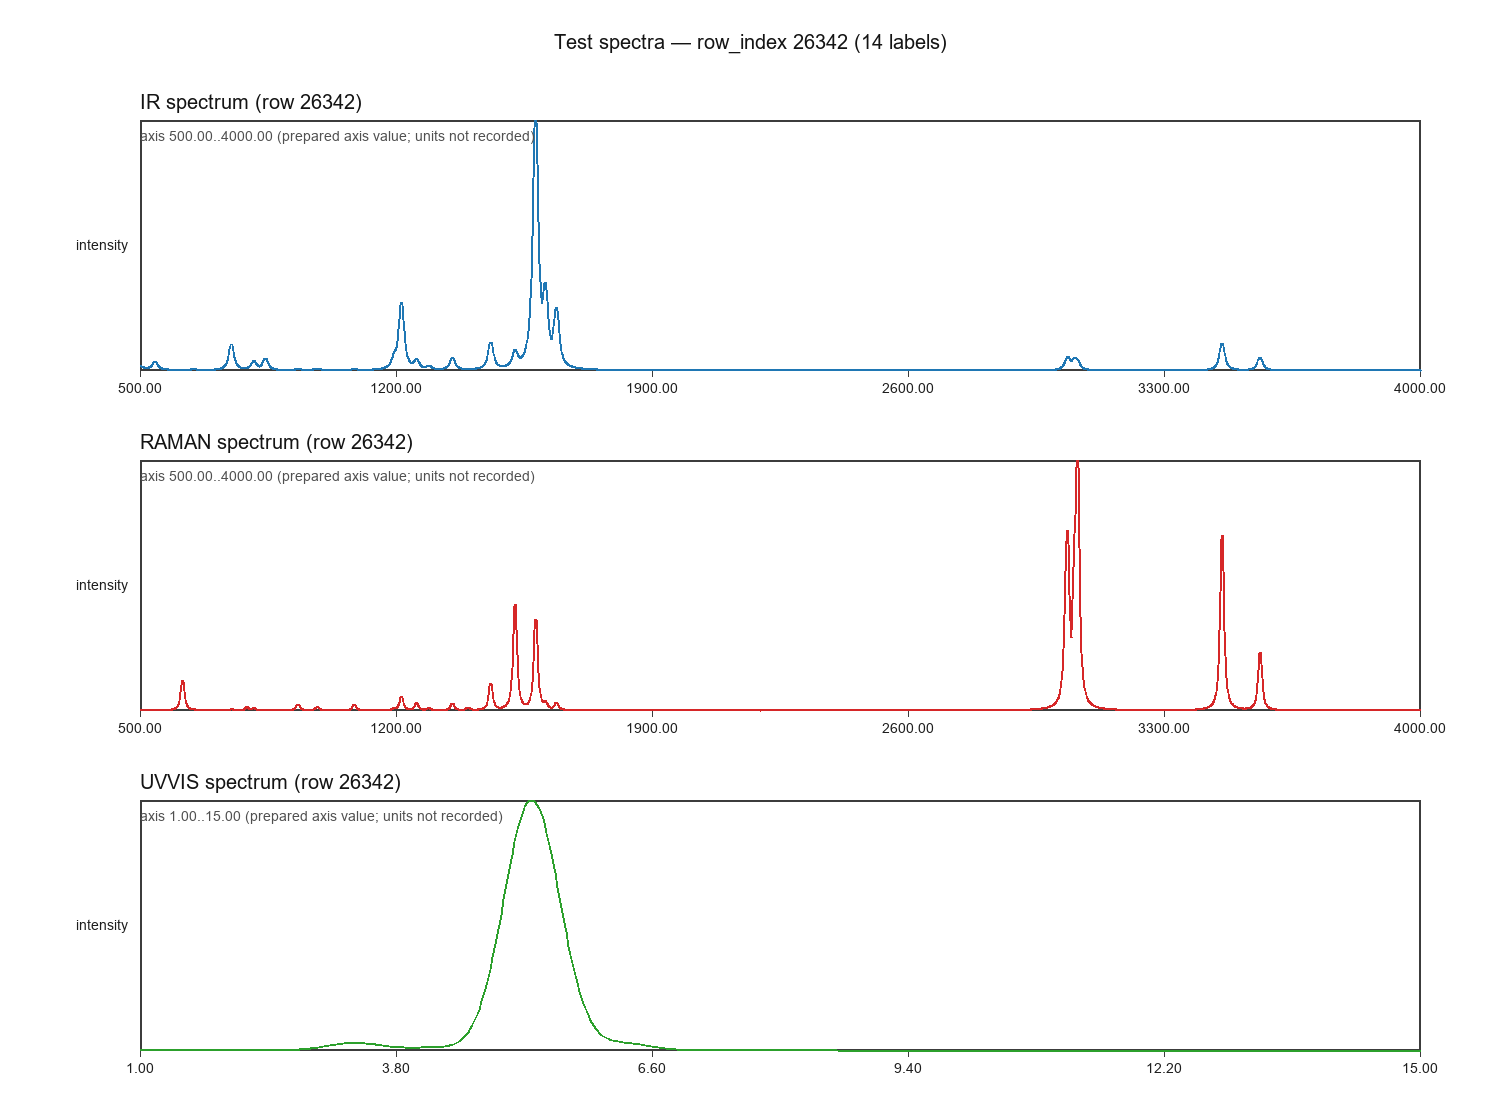 Test spectra — row_index 26342 (14 labels)
IR spectrum (row 26342)
axis 500.00..4000.00 (prepared axis value; units not recorded)
intensity
500.00 1200.00 1900.00 2600.00 3300.00 4000.00
RAMAN spectrum (row 26342)
axis 500.00..4000.00 (prepared axis value; units not recorded)
intensity
500.00 1200.00 1900.00 2600.00 3300.00 4000.00
UVVIS spectrum (row 26342)
axis 1.00..15.00 (prepared axis value; units not recorded)
intensity
1.00 3.80 6.60 9.40 12.20 15.00